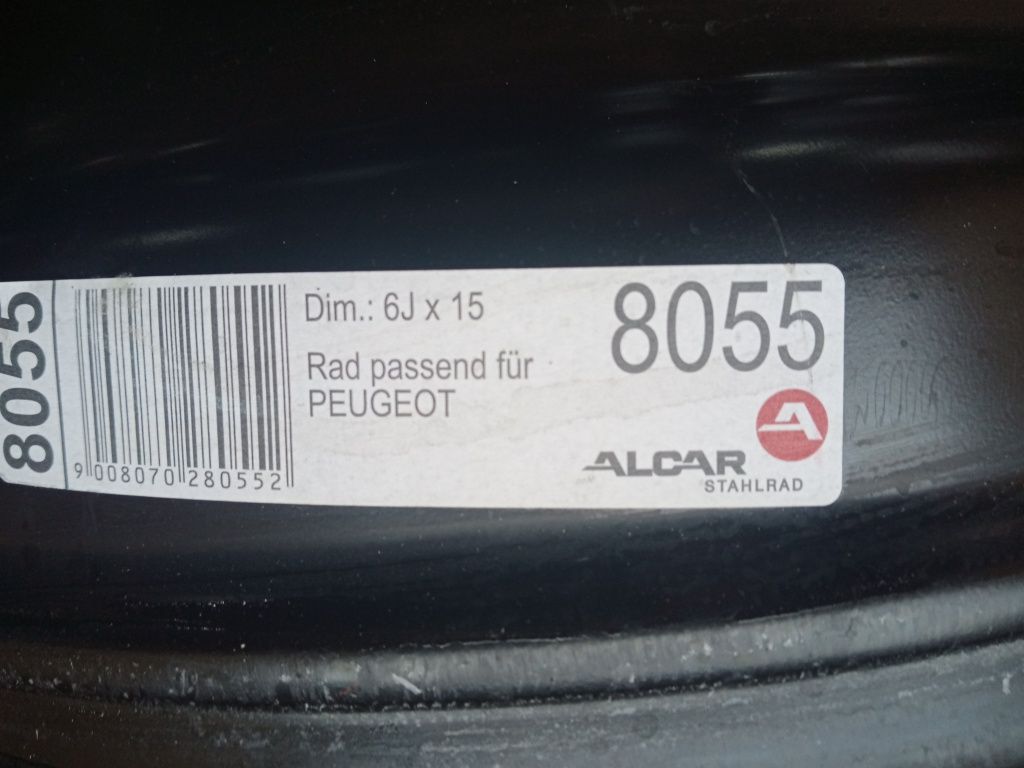 8055
9 008070 280552
Dim.: 6J x 15
Rad passend für
PEUGEOT
8055
A
ALCAR
STAHLRAD